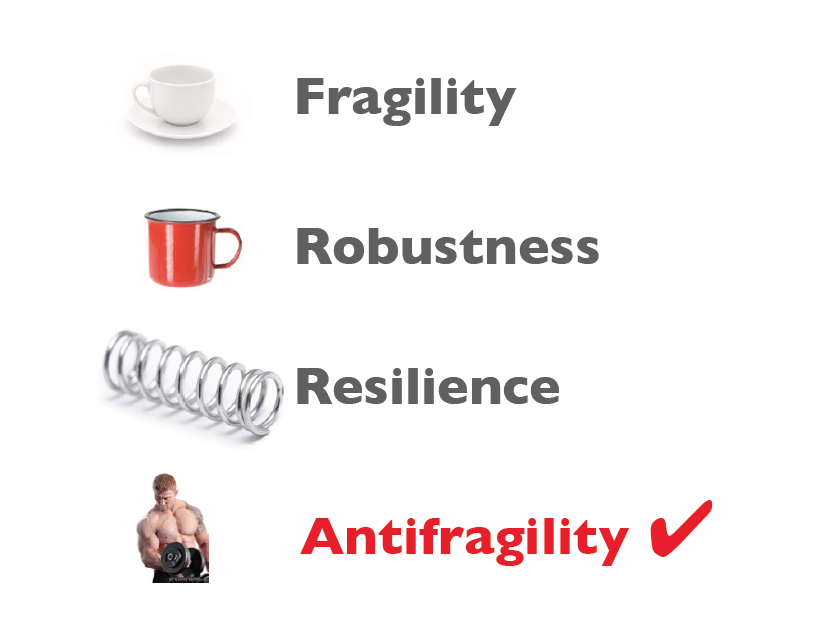 Fragility
Robustness
Resilience
Antifragility ✔